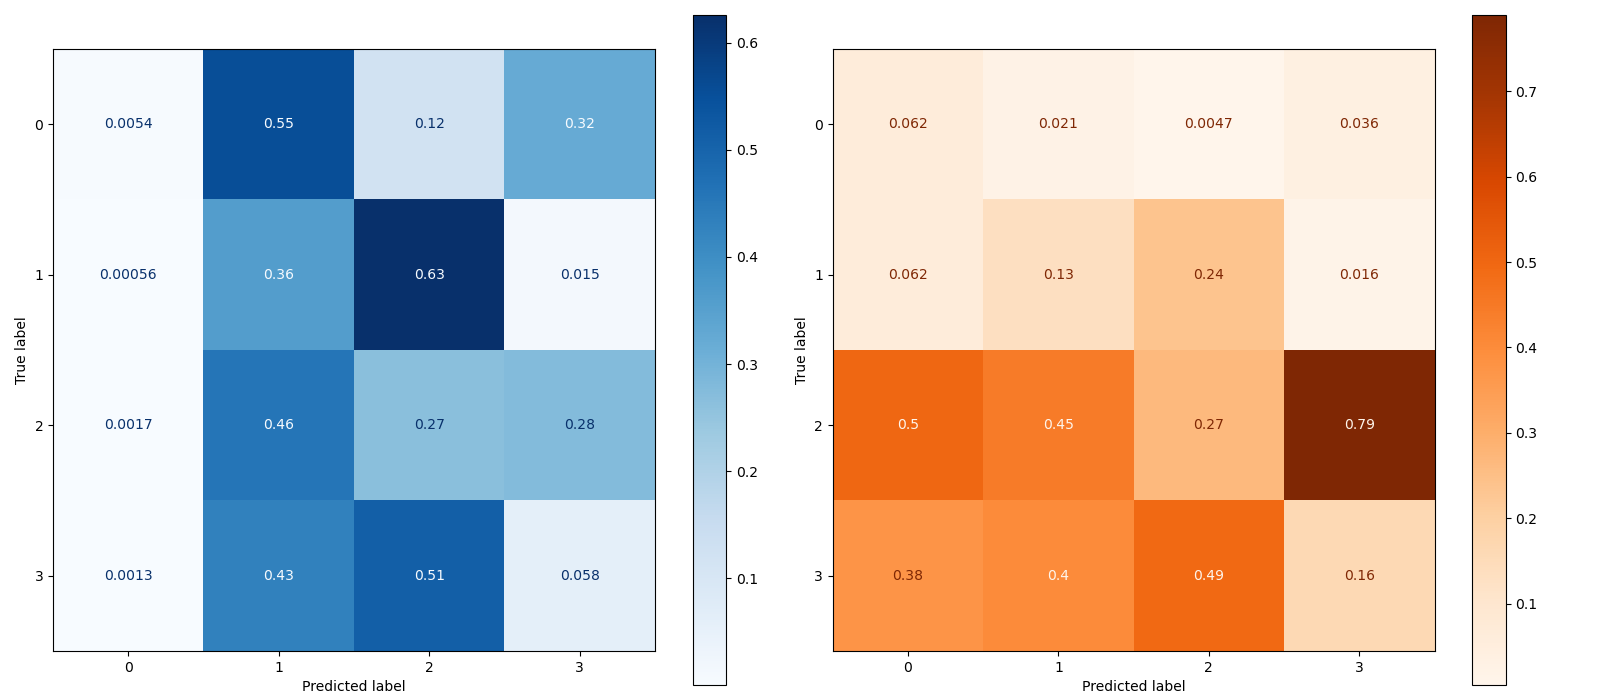 0 0.0054 0.55 0.12 0.32
1 0.00056 0.36 0.63 0.015
2 0.0017 0.46 0.27 0.28
3 0.0013 0.43 0.51 0.058
0 1 2 3
Predicted label
True label
0.6
0.5
0.4
0.3
0.2
0.1
0 0.062 0.021 0.0047 0.036
1 0.062 0.13 0.24 0.016
2 0.5 0.45 0.27 0.79
3 0.38 0.4 0.49 0.16
0 1 2 3
Predicted label
True label
0.7
0.6
0.5
0.4
0.3
0.2
0.1